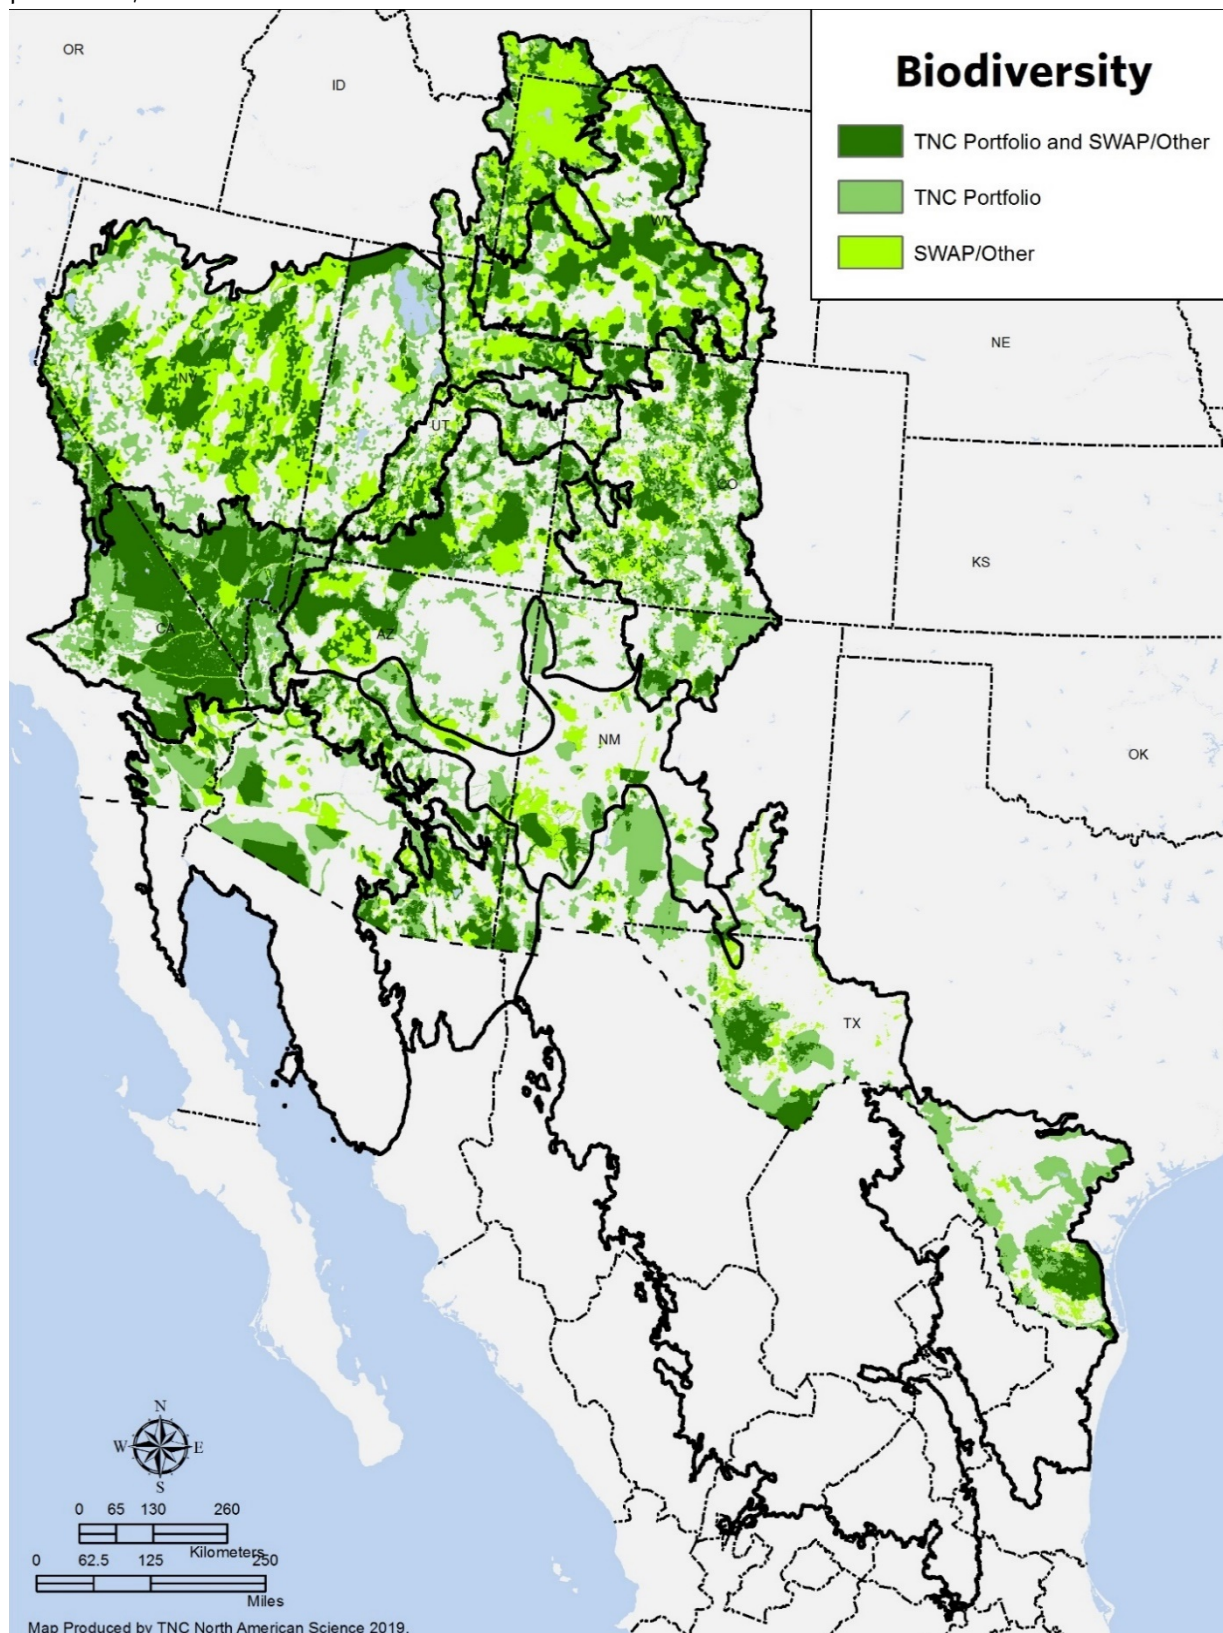 Biodiversity
TNC Portfolio and SWAP/Other
TNC Portfolio
SWAP/Other
OR
ID
WY
NE
NV
UT
CO
KS
CA
AZ
NM
OK
TX
N
W E
S
0 65 130 260
Kilometers
0 62.5 125 250
Miles
Map Produced by TNC North American Science 2019.